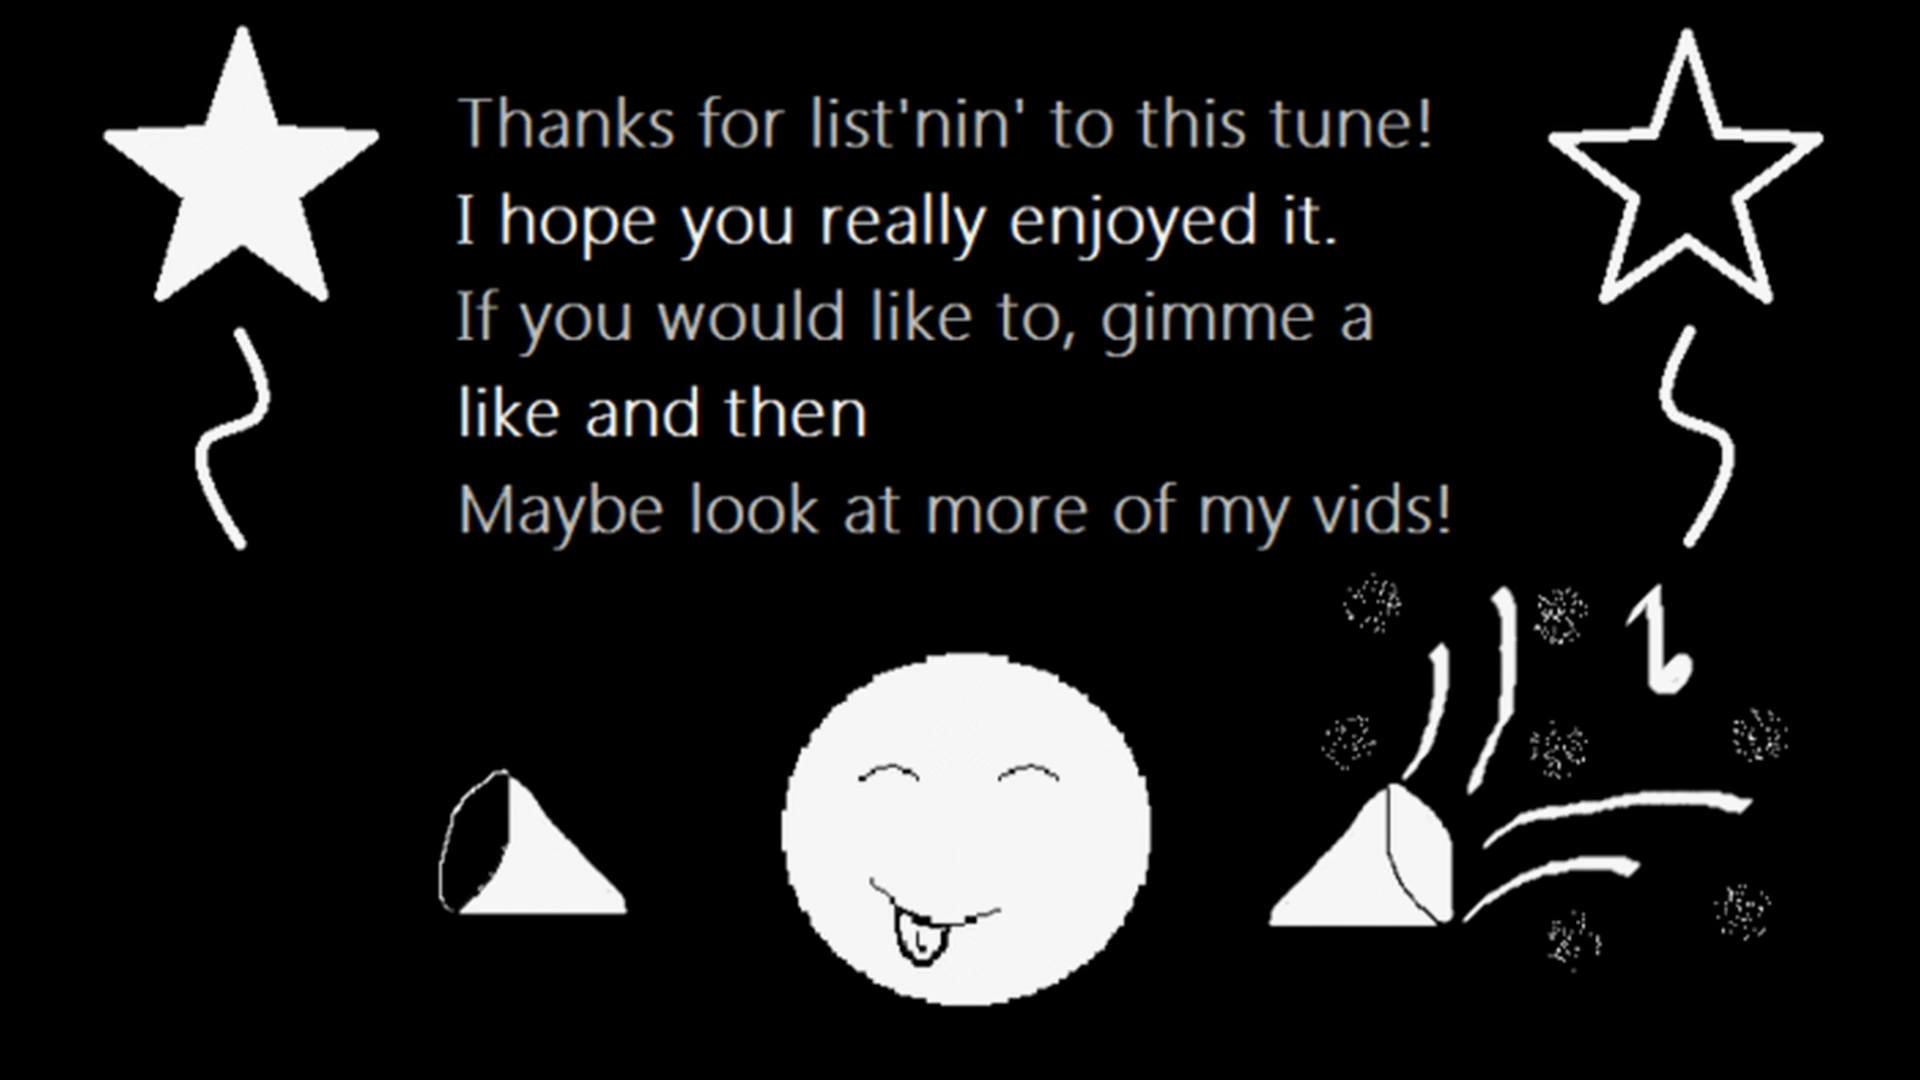 Thanks for list'nin' to this tune!
I hope you really enjoyed it.
If you would like to, gimme a
like and then
Maybe look at more of my vids!